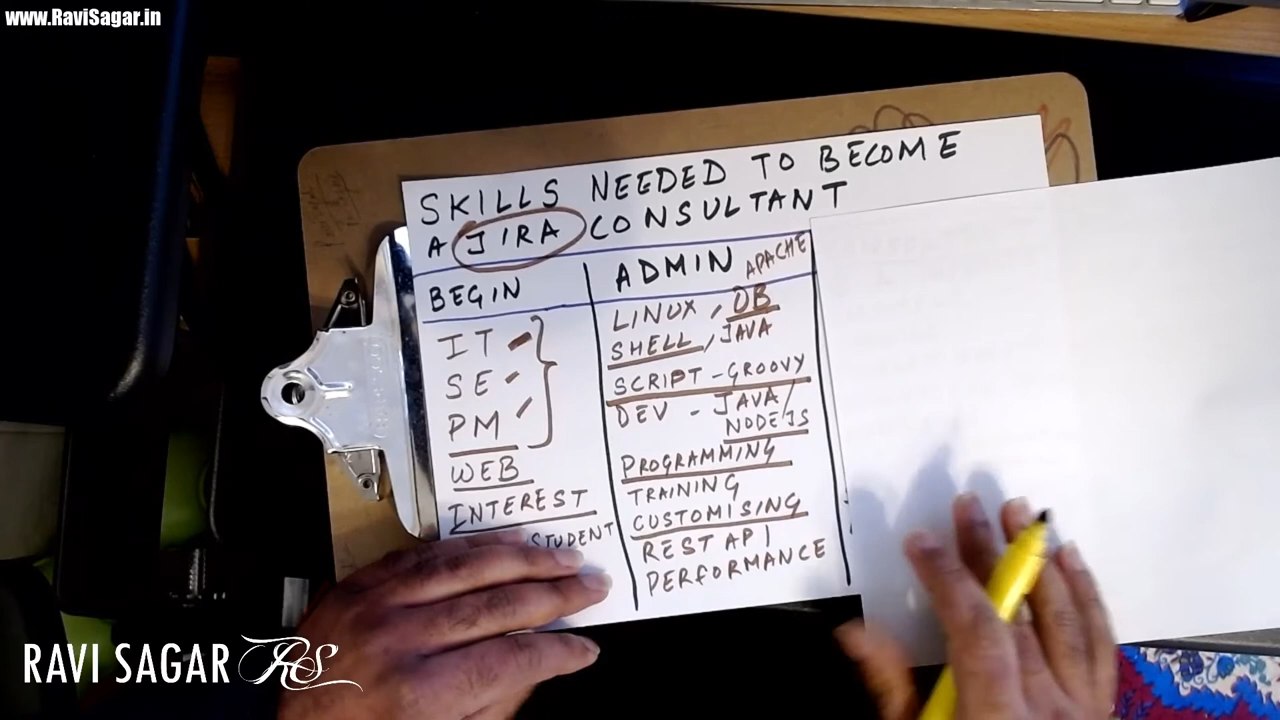 www.RaviSagar.in
SKILLS NEEDED TO BECOME
A JIRA CONSULTANT
BEGIN
IT
SE
PM
WEB
INTEREST
STUDENT
ADMIN APACHE
LINUX, DB
SHELL, JAVA
SCRIPT - GROOVY
DEV - JAVA/
NODEJS
PROGRAMMING
TRAINING
CUSTOMISING
REST API
PERFORMANCE
RAVI SAGAR RS